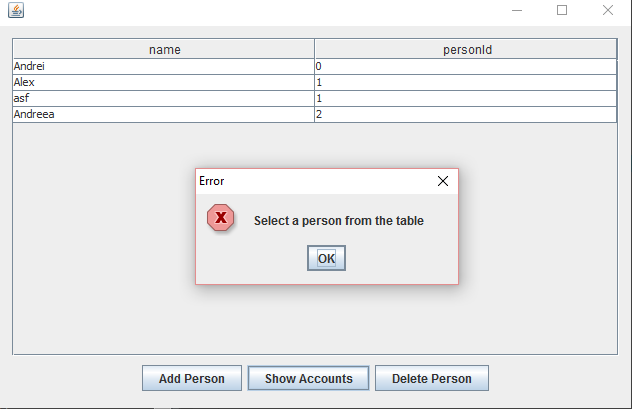 name personId
Andrei 0
Alex 1
asf 1
Andreea 2
Error
Select a person from the table
OK
Add Person Show Accounts Delete Person